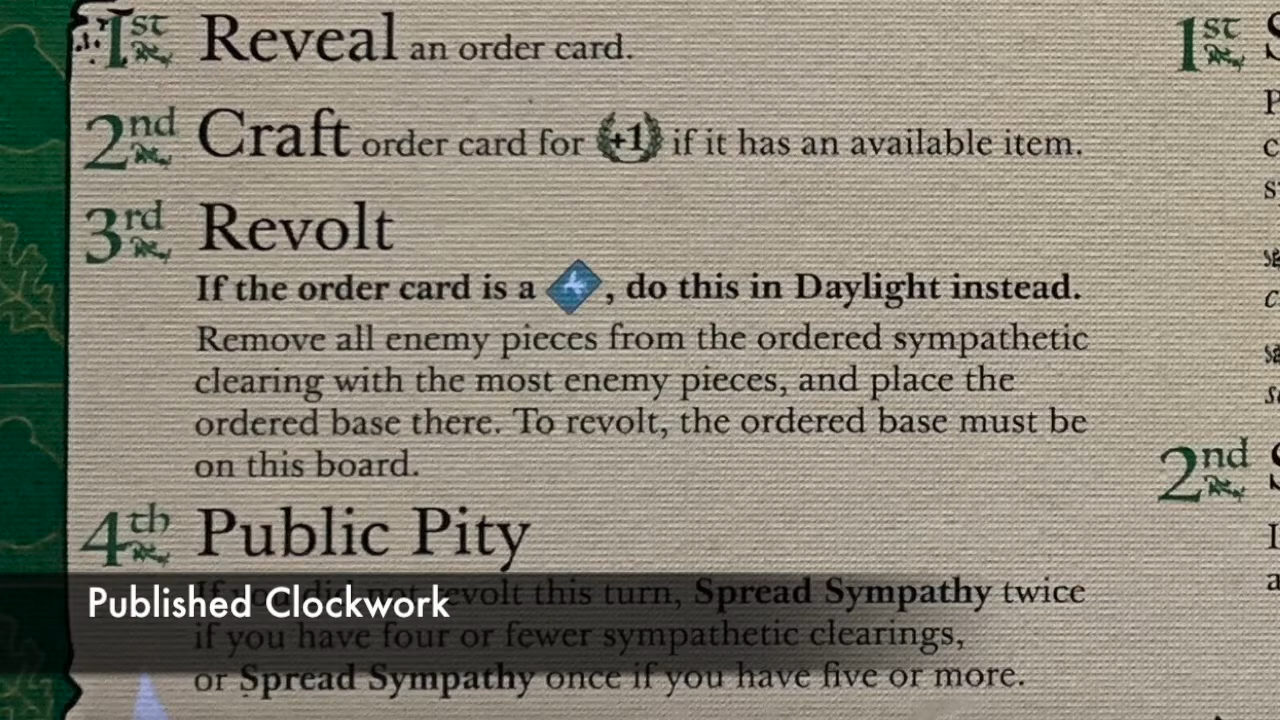 1st Reveal an order card.
2nd Craft order card for +1 if it has an available item.
3rd Revolt
If the order card is a , do this in Daylight instead.
Remove all enemy pieces from the ordered sympathetic
clearing with the most enemy pieces, and place the
ordered base there. To revolt, the ordered base must be
on this board.
4th Public Pity
If you did not revolt this turn, Spread Sympathy twice
if you have four or fewer sympathetic clearings,
or Spread Sympathy once if you have five or more.
Published Clockwork
1st
2nd